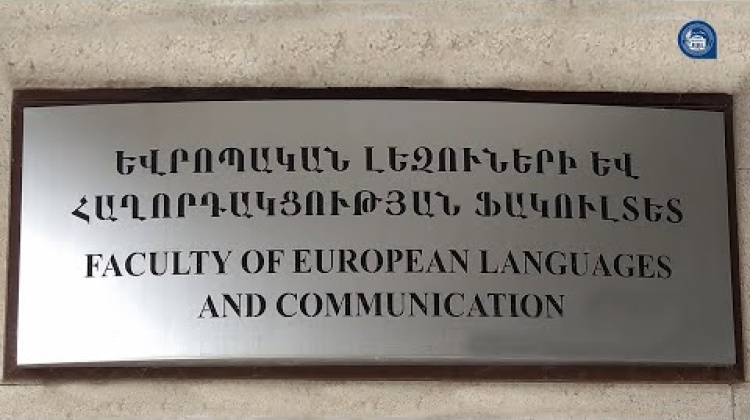 ԵՎՐՈՊԱԿԱՆ ԼԵԶՈՒՆԵՐԻ ԵՎ
ՀԱՂՈՐԴԱԿՑՈՒԹՅԱՆ ՖԱԿՈՒԼՏԵՏ
FACULTY OF EUROPEAN LANGUAGES
AND COMMUNICATION